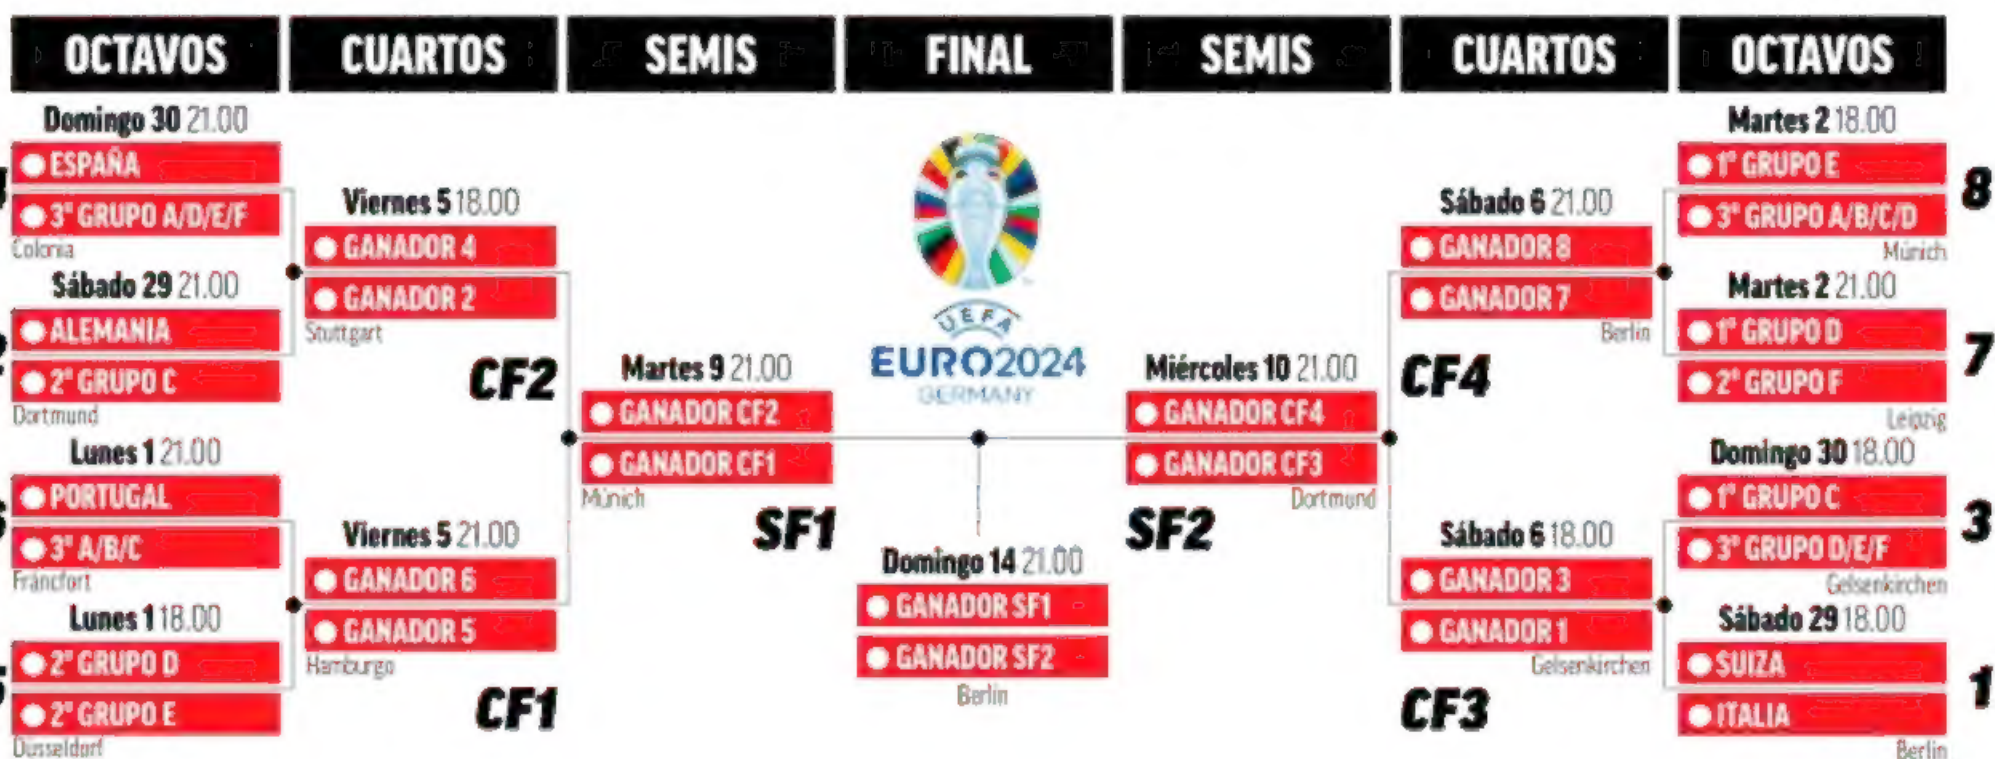 OCTAVOS
CUARTOS
SEMIS
FINAL
SEMIS
CUARTOS
OCTAVOS
Domingo 30 21.00
ESPAÑA
3º GRUPO A/D/E/F
Colonia
Sábado 29 21.00
ALEMANIA
2º GRUPO C
Dortmund
Lunes 1 21.00
PORTUGAL
3º A/B/C
Fráncfort
Lunes 1 18.00
2º GRUPO D
2º GRUPO E
Düsseldorf
Viernes 5 18.00
GANADOR 4
GANADOR 2
Stuttgart
CF2
Viernes 5 21.00
GANADOR 6
GANADOR 5
Hamburgo
CF1
Martes 9 21.00
GANADOR CF2
GANADOR CF1
Múnich
SF1
UEFA
EURO2024
GERMANY
Domingo 14 21.00
GANADOR SF1
GANADOR SF2
Berlín
Miércoles 10 21.00
GANADOR CF4
GANADOR CF3
Dortmund
SF2
Sábado 6 21.00
GANADOR 8
GANADOR 7
Berlín
CF4
Sábado 6 18.00
GANADOR 3
GANADOR 1
Gelsenkirchen
CF3
Martes 2 18.00
1º GRUPO E
3º GRUPO A/B/C/D
Múnich
8
Martes 2 21.00
1º GRUPO D
2º GRUPO F
Leipzig
7
Domingo 30 18.00
1º GRUPO C
3º GRUPO D/E/F
Gelsenkirchen
3
Sábado 29 18.00
SUIZA
ITALIA
Berlín
1